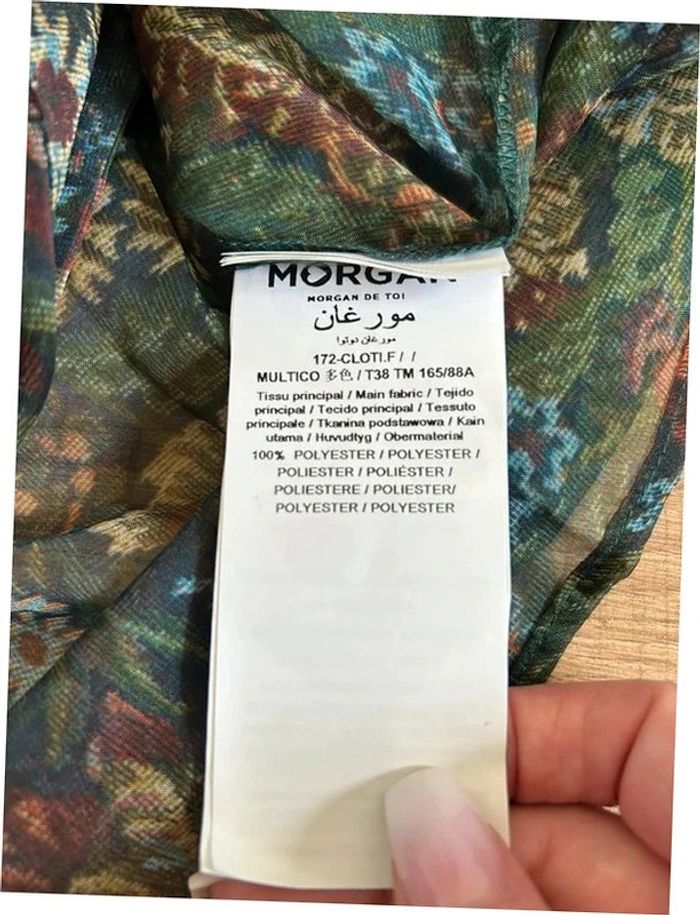 MORGAN
MORGAN DE TOI
مورغان
مورغان دوتوا
172-CLOTI.F / /
MULTICO 多色 / T38 TM 165/88A
Tissu principal / Main fabric / Tejido
principal / Tecido principal / Tessuto
principale / Tkanina podstawowa / Kain
utama / Huvudtyg / Obermaterial
100% POLYESTER / POLYESTER /
POLIESTER / POLIÉSTER /
POLIESTERE / POLIESTER/
POLYESTER / POLYESTER